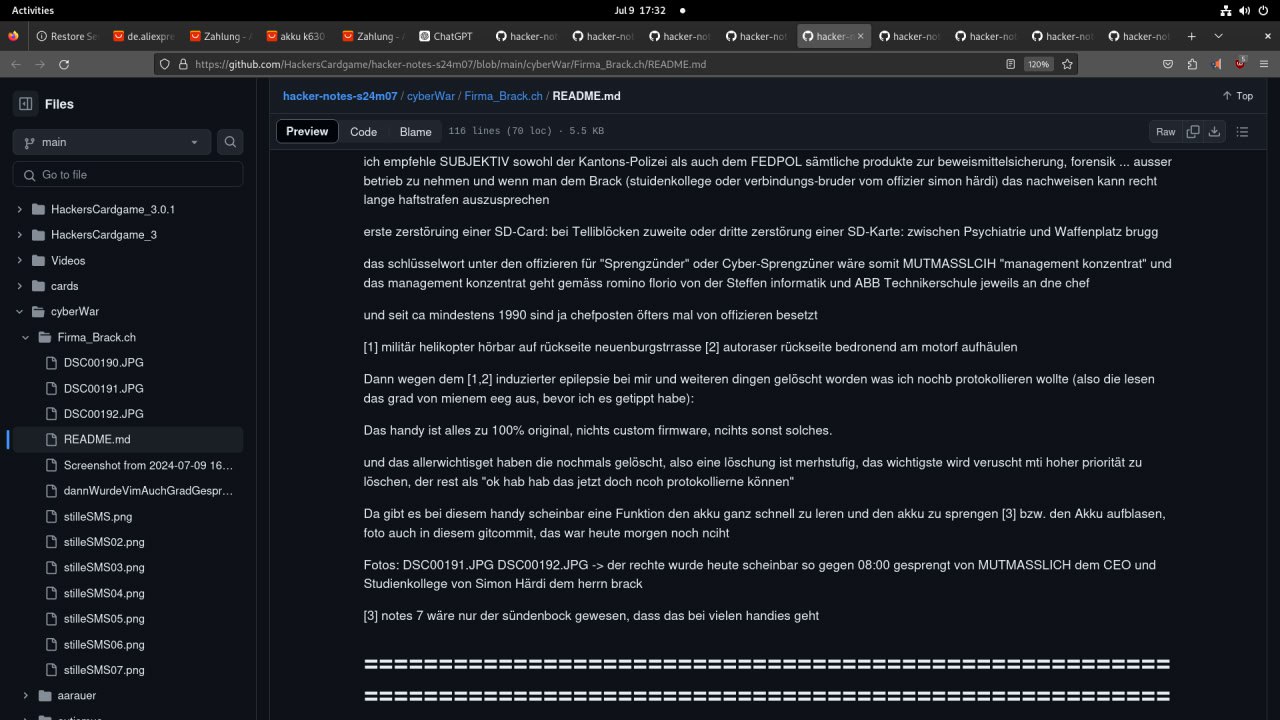 Activities
Jul 9 17:32
Restore Se
de.aliexpre
Zahlung - A
akku k630
Zahlung - A
ChatGPT
hacker-not
hacker-not
hacker-not
hacker-not
hacker-
hacker-not
hacker-not
hacker-not
hacker-not
https://github.com/HackersCardgame/hacker-notes-s24m07/blob/main/cyberWar/Firma_Brack.ch/README.md
120%
Files
hacker-notes-s24m07 / cyberWar / Firma_Brack.ch / README.md
Top
main
Preview Code Blame 116 lines (70 loc) · 5.5 KB
Raw
Go to file
HackersCardgame_3.0.1
HackersCardgame_3
Videos
cards
cyberWar
Firma_Brack.ch
DSC00190.JPG
DSC00191.JPG
DSC00192.JPG
README.md
Screenshot from 2024-07-09 16…
dannWurdeVimAuchGradGespr…
stilleSMS.png
stilleSMS02.png
stilleSMS03.png
stilleSMS04.png
stilleSMS05.png
stilleSMS06.png
stilleSMS07.png
aarauer
ich empfehle SUBJEKTIV sowohl der Kantons-Polizei als auch dem FEDPOL sämtliche produkte zur beweismittelsicherung, forensik ... ausser
betrieb zu nehmen und wenn man dem Brack (stuidenkollege oder verbindungs-bruder vom offizier simon härdi) das nachweisen kann recht
lange haftstrafen auszusprechen
erste zerstöruing einer SD-Card: bei Telliblöcken zuweite oder dritte zerstörung einer SD-Karte: zwischen Psychiatrie und Waffenplatz brugg
das schlüsselwort unter den offizieren für "Sprengzünder" oder Cyber-Sprengzüner wäre somit MUTMASSLCIH "management konzentrat" und
das management konzentrat geht gemäss romino florio von der Steffen informatik und ABB Technikerschule jeweils an dne chef
und seit ca mindestens 1990 sind ja chefposten öfters mal von offizieren besetzt
[1] militär helikopter hörbar auf rückseite neuenburgstrrasse [2] autoraser rückseite bedronend am motorf aufhäulen
Dann wegen dem [1,2] induzierter epilepsie bei mir und weiteren dingen gelöscht worden was ich nochb protokollieren wollte (also die lesen
das grad von mienem eeg aus, bevor ich es getippt habe):
Das handy ist alles zu 100% original, nichts custom firmware, ncihts sonst solches.
und das allerwichtisget haben die nochmals gelöscht, also eine löschung ist merhstufig, das wichtigste wird veruscht mti hoher priorität zu
löschen, der rest als "ok hab hab das jetzt doch ncoh protokollierne können"
Da gibt es bei diesem handy scheinbar eine Funktion den akku ganz schnell zu leren und den akku zu sprengen [3] bzw. den Akku aufblasen,
foto auch in diesem gitcommit, das war heute morgen noch nciht
Fotos: DSC00191.JPG DSC00192.JPG -> der rechte wurde heute scheinbar so gegen 08:00 gesprengt von MUTMASSLICH dem CEO und
Studienkollege von Simon Härdi dem herrn brack
[3] notes 7 wäre nur der sündenbock gewesen, dass das bei vielen handies geht
======================================================
======================================================